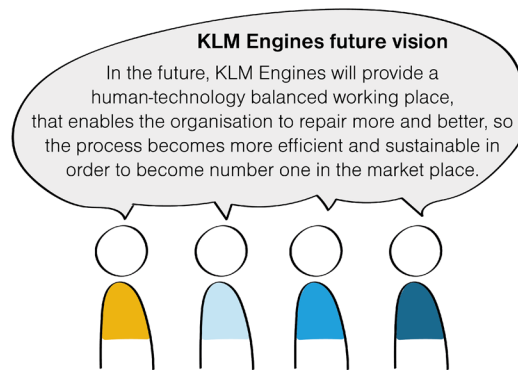 KLM Engines future vision
In the future, KLM Engines will provide a
human-technology balanced working place,
that enables the organisation to repair more and better, so
the process becomes more efficient and sustainable in
order to become number one in the market place.